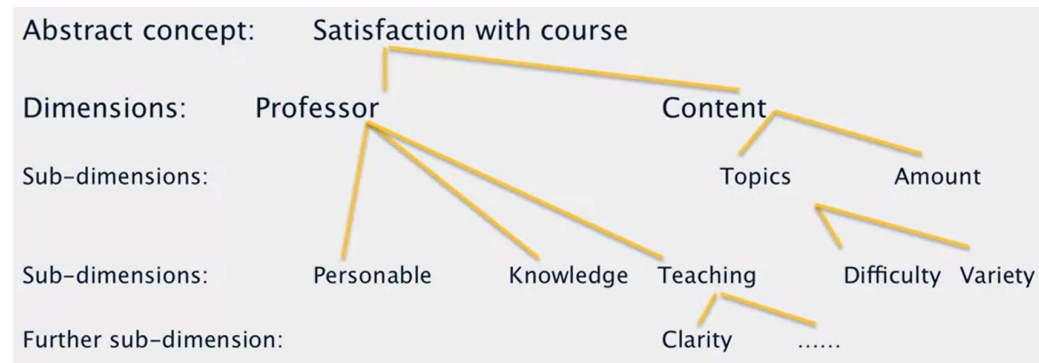 Abstract concept: Satisfaction with course
Dimensions: Professor Content
Sub-dimensions: Topics Amount
Sub-dimensions: Personable Knowledge Teaching Difficulty Variety
Further sub-dimension: Clarity ......